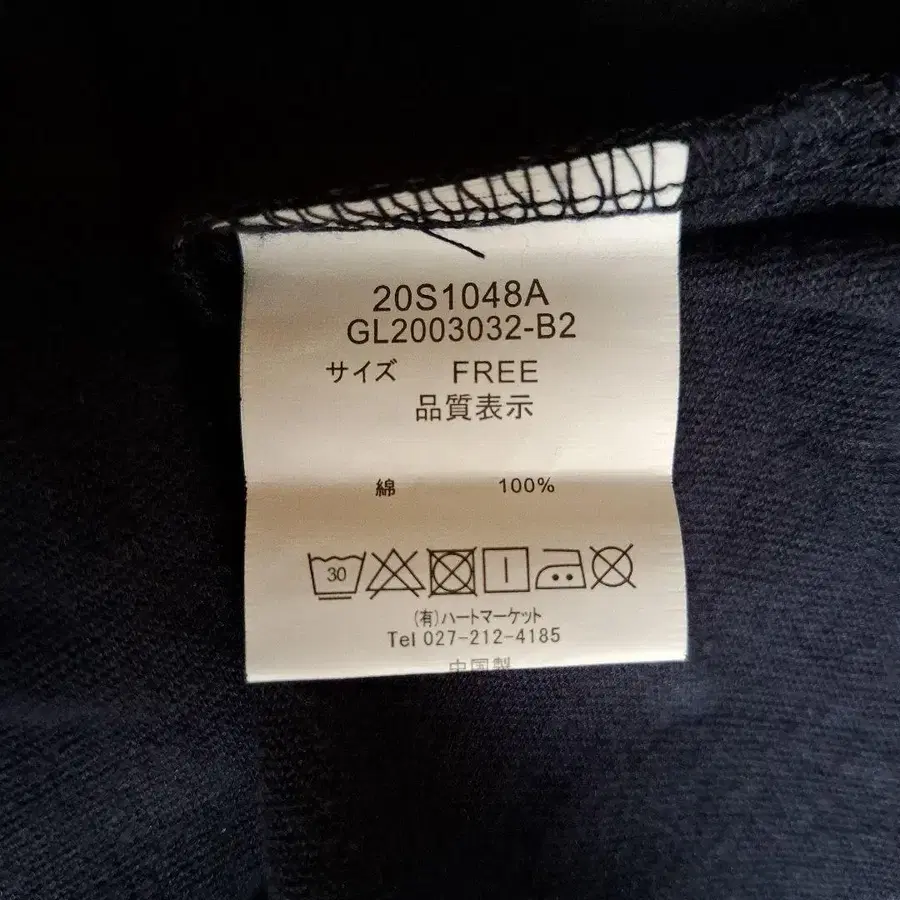 20S1048A
GL2003032-B2
サイズ FREE
品質表示
綿 100%
30
(有)ハートマーケット
Tel 027-212-4185
中国製